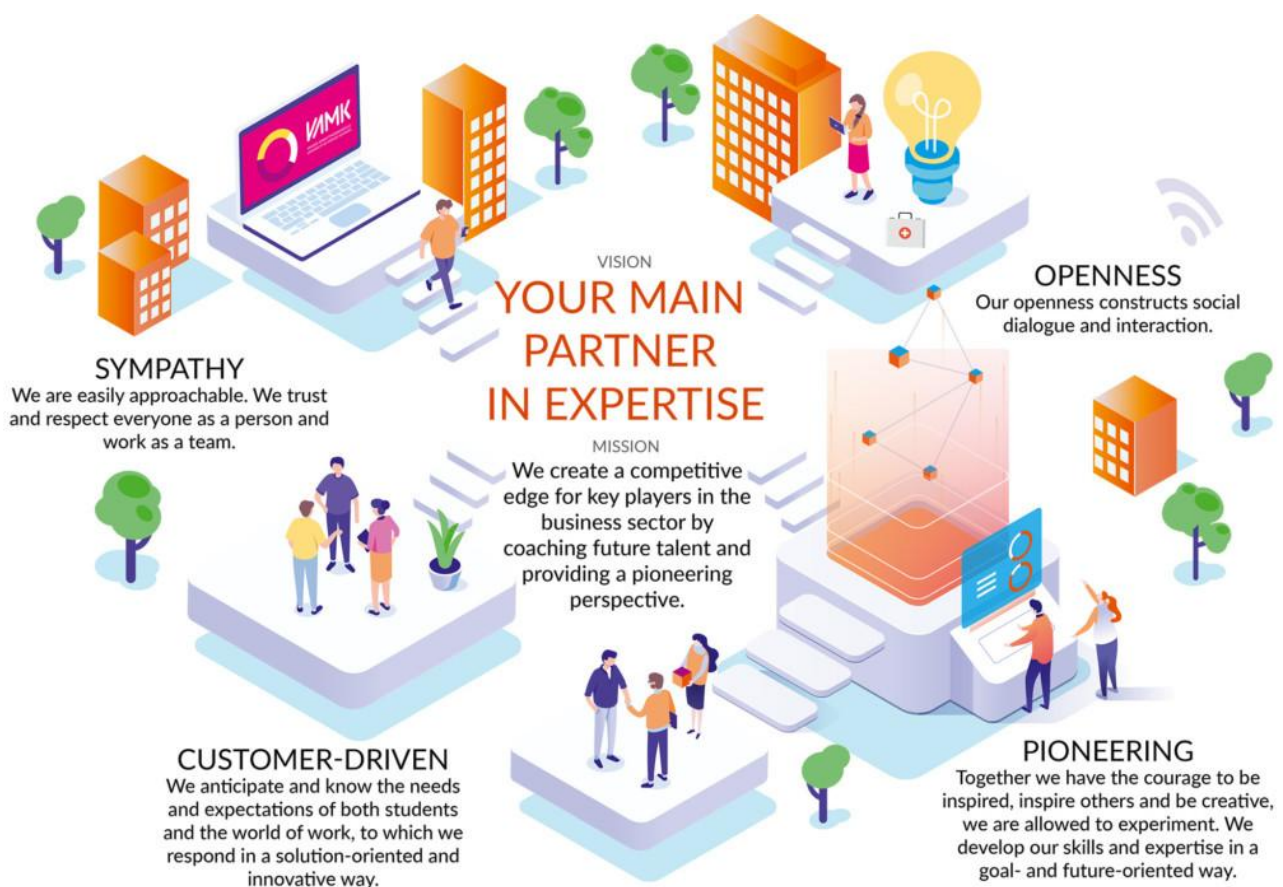 VAMK
VISION
YOUR MAIN
PARTNER
IN EXPERTISE
MISSION
We create a competitive
edge for key players in the
business sector by
coaching future talent and
providing a pioneering
perspective.
OPENNESS
Our openness constructs social
dialogue and interaction.
SYMPATHY
We are easily approachable. We trust
and respect everyone as a person and
work as a team.
CUSTOMER-DRIVEN
We anticipate and know the needs
and expectations of both students
and the world of work, to which we
respond in a solution-oriented and
innovative way.
PIONEERING
Together we have the courage to be
inspired, inspire others and be creative,
we are allowed to experiment. We
develop our skills and expertise in a
goal- and future-oriented way.